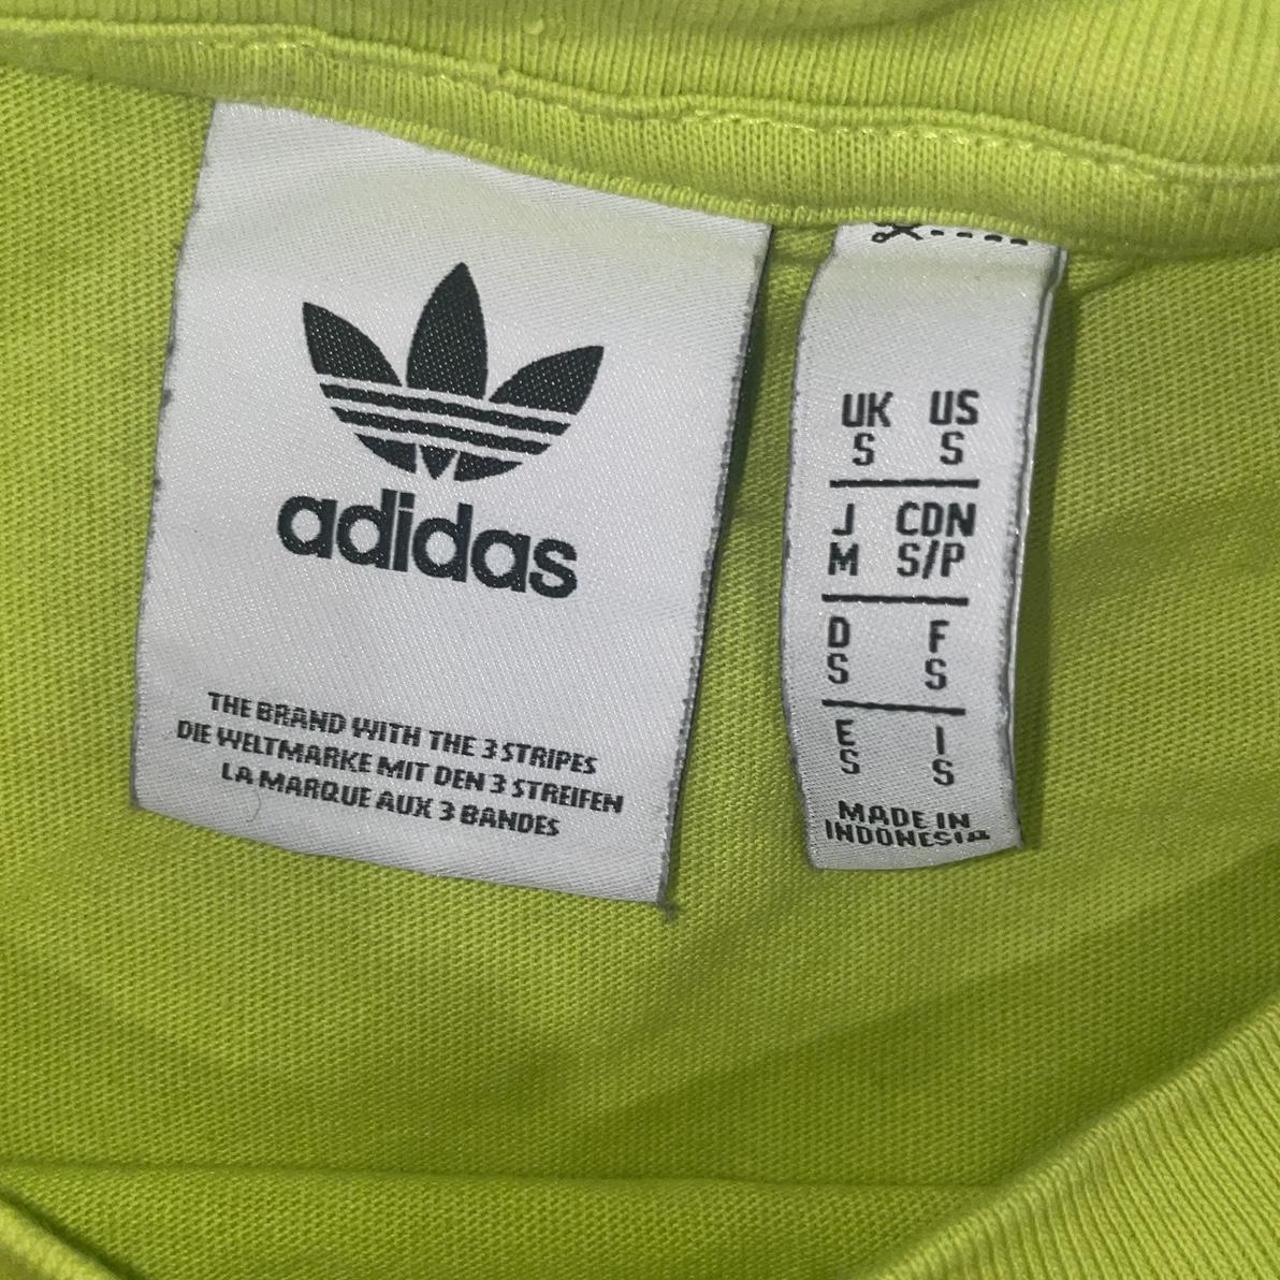 adidas
THE BRAND WITH THE 3 STRIPES
DIE WELTMARKE MIT DEN 3 STREIFEN
LA MARQUE AUX 3 BANDES
UK US
S S
J CDN
M S/P
D F
S S
E I
S S
MADE IN
INDONESIA